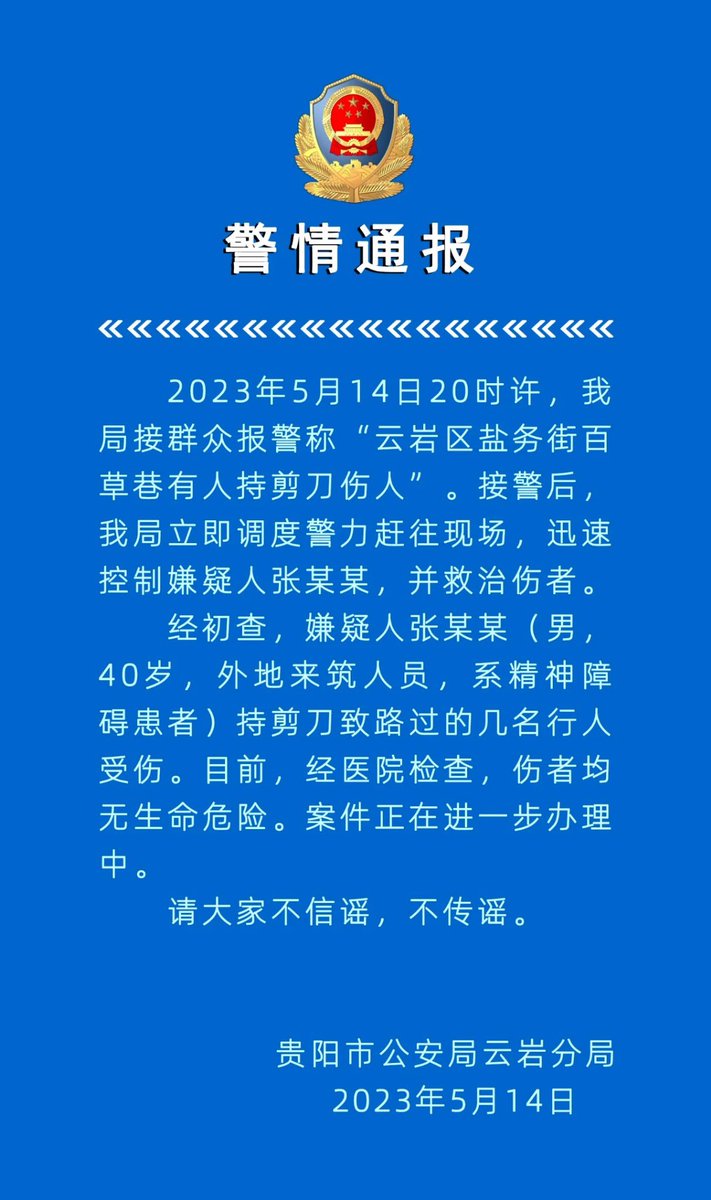 警情通报
2023年5月14日20时许，我
局接群众报警称“云岩区盐务街百
草巷有人持剪刀伤人”。接警后，
我局立即调度警力赶往现场，迅速
控制嫌疑人张某某，并救治伤者。
经初查，嫌疑人张某某（男，
40岁，外地来筑人员，系精神障
碍患者）持剪刀致路过的几名行人
受伤。目前，经医院检查，伤者均
无生命危险。案件正在进一步办理
中。
请大家不信谣，不传谣。
贵阳市公安局云岩分局
2023年5月14日